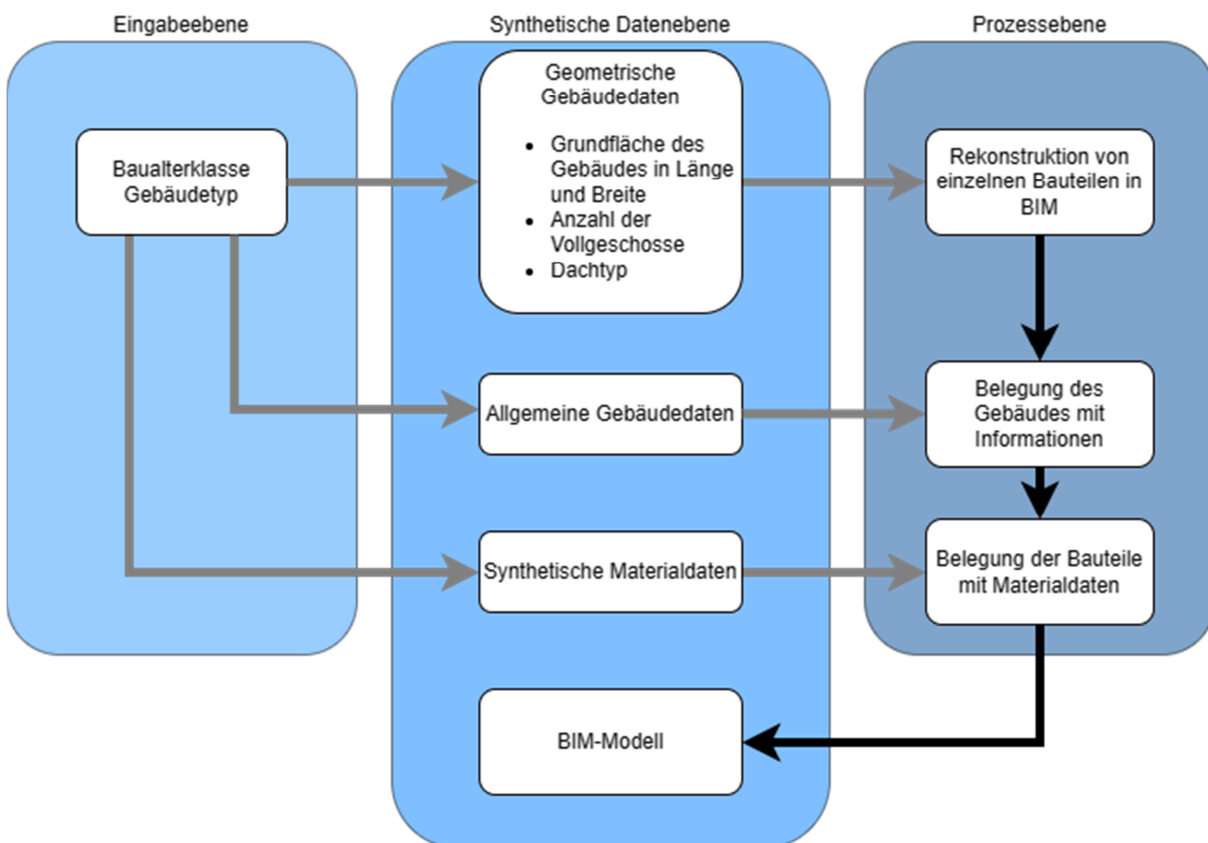 Eingabeebene
Synthetische Datenebene
Prozessebene
Baualterklasse
Gebäudetyp
Geometrische
Gebäudedaten
• Grundfläche des
Gebäudes in Länge
und Breite
• Anzahl der
Vollgeschosse
• Dachtyp
Rekonstruktion von
einzelnen Bauteilen in
BIM
Allgemeine Gebäudedaten
Belegung des
Gebäudes mit
Informationen
Synthetische Materialdaten
Belegung der Bauteile
mit Materialdaten
BIM-Modell